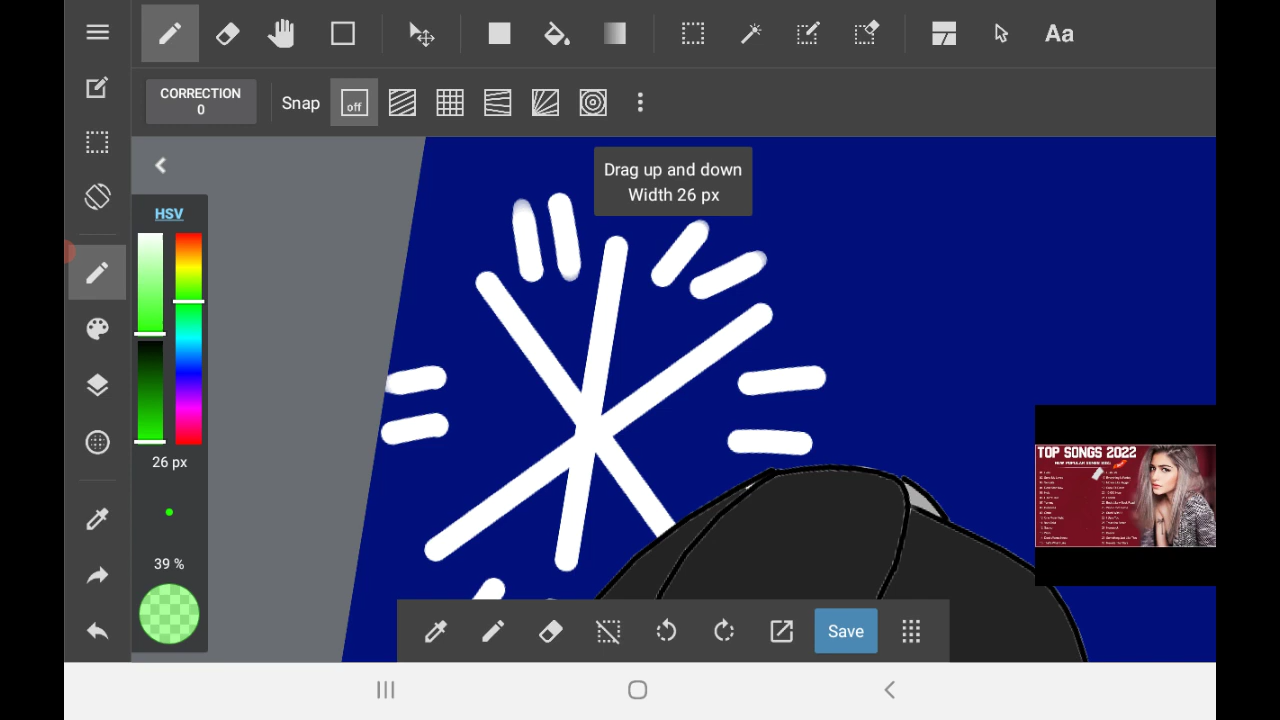 Aa
CORRECTION
0
Snap
off
Drag up and down
Width 26 px
HSV
26 px
39 %
TOP SONGS 2022
Save